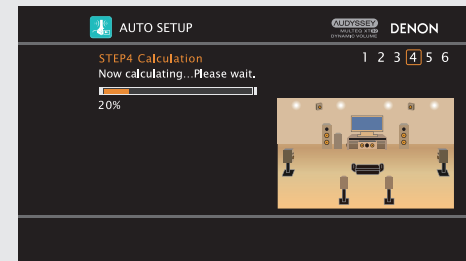 AUTO SETUP
AUDYSSEY
MULTEQ XT32
DYNAMIC VOLUME
DENON
STEP4 Calculation
1 2 3 4 5 6
Now calculating...Please wait.
20%